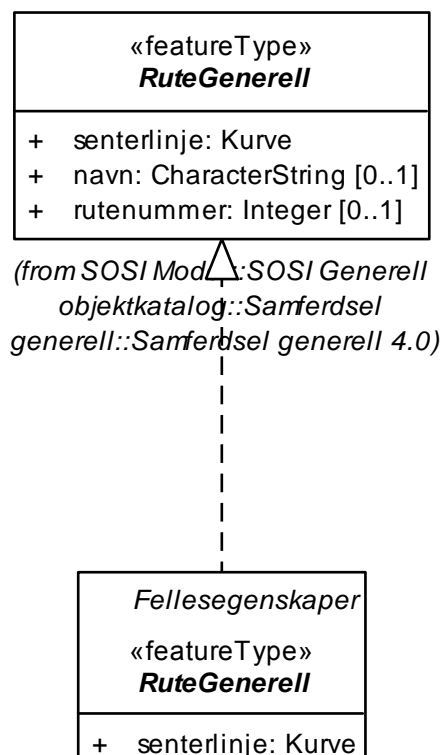 «featureType»
RuteGenerell
+ senterlinje: Kurve
+ navn: CharacterString [0..1]
+ rutenummer: Integer [0..1]
(from SOSI :SOSI Generell
objektkatalog::Samferdsel
generell::Samferdsel generell 4.0)
Fellesegenskaper
«featureType»
RuteGenerell
+ senterlinje: Kurve